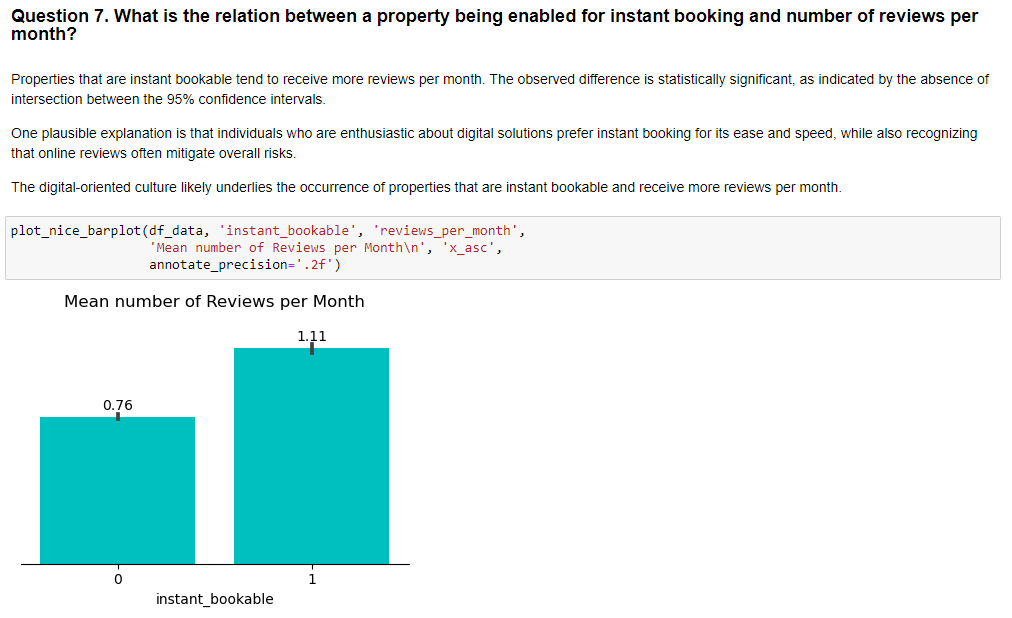 Question 7. What is the relation between a property being enabled for instant booking and number of reviews per
month?
Properties that are instant bookable tend to receive more reviews per month. The observed difference is statistically significant, as indicated by the absence of
intersection between the 95% confidence intervals.
One plausible explanation is that individuals who are enthusiastic about digital solutions prefer instant booking for its ease and speed, while also recognizing
that online reviews often mitigate overall risks.
The digital-oriented culture likely underlies the occurrence of properties that are instant bookable and receive more reviews per month.
plot_nice_barplot(df_data, 'instant_bookable', 'reviews_per_month',
'Mean number of Reviews per Month\n', 'x_asc',
annotate_precision='.2f')
Mean number of Reviews per Month
1.11
0.76
0 1
instant_bookable